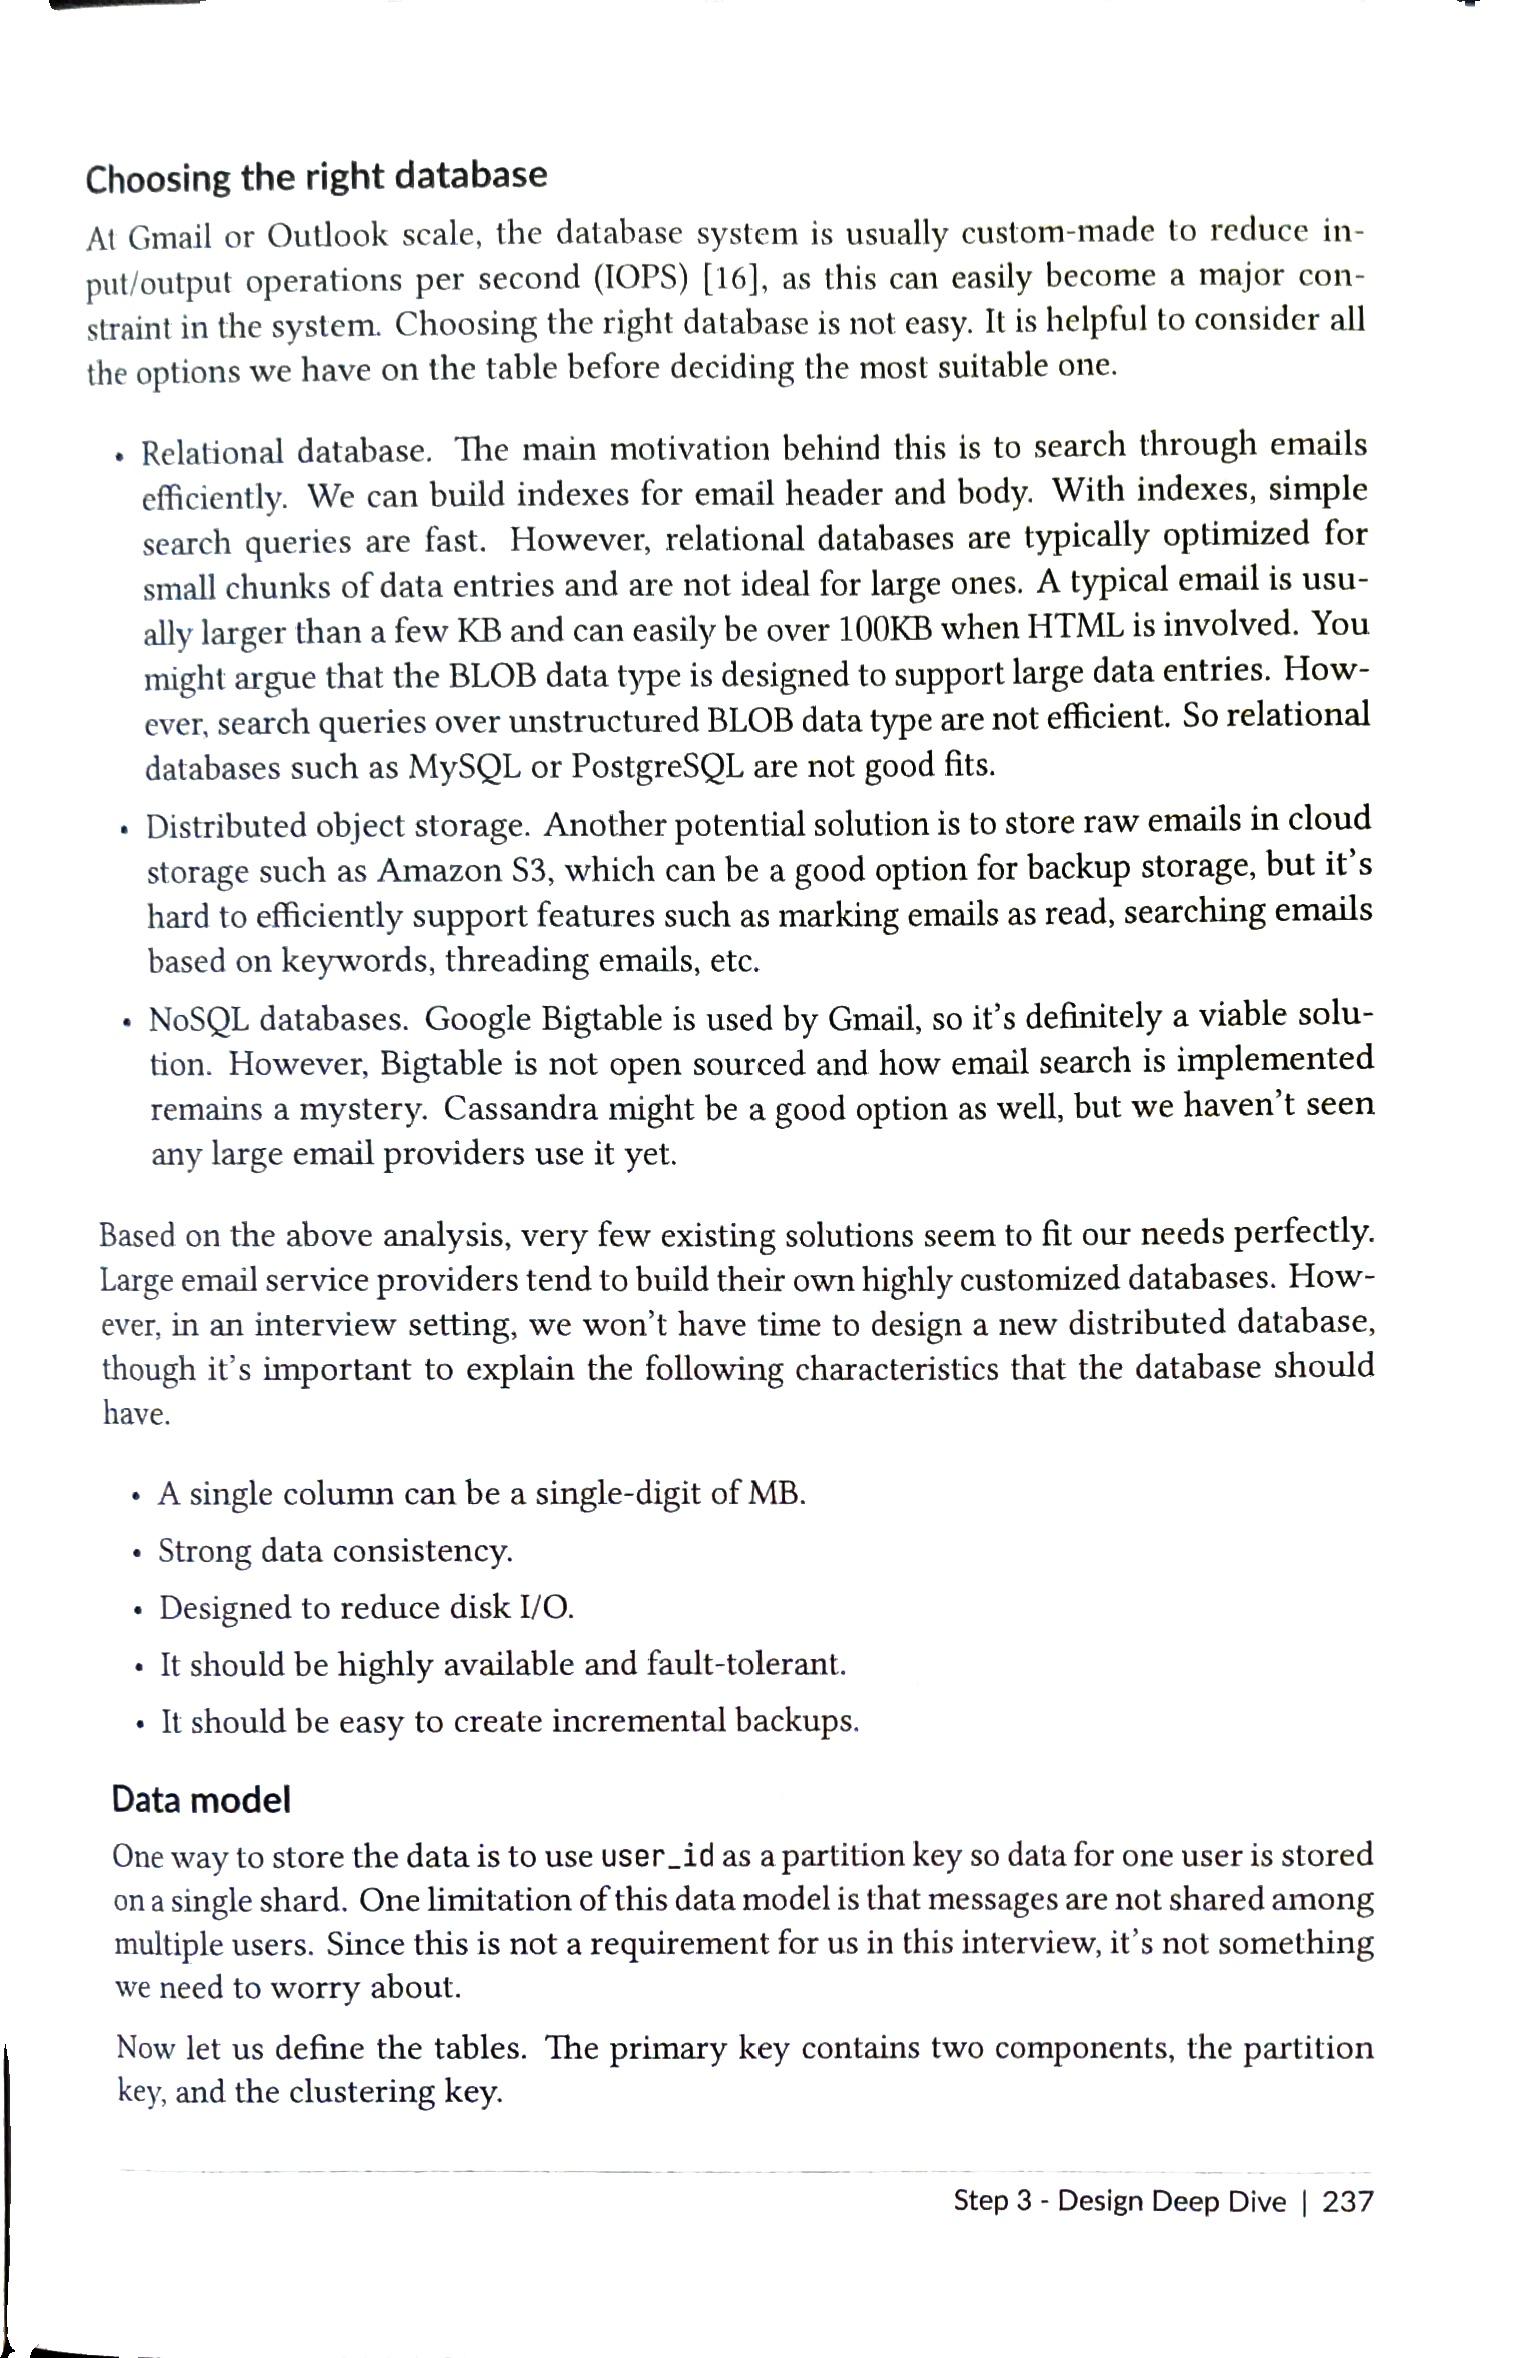 Choosing the right database
At Gmail or Outlook scale, the database system is usually custom-made to reduce in-
put/output operations per second (IOPS) [16], as this can easily become a major con-
straint in the system. Choosing the right database is not easy. It is helpful to consider all
the options we have on the table before deciding the most suitable one.
• Relational database. The main motivation behind this is to search through emails
efficiently. We can build indexes for email header and body. With indexes, simple
search queries are fast. However, relational databases are typically optimized for
small chunks of data entries and are not ideal for large ones. A typical email is usu-
ally larger than a few KB and can easily be over 100KB when HTML is involved. You
might argue that the BLOB data type is designed to support large data entries. How-
ever, search queries over unstructured BLOB data type are not efficient. So relational
databases such as MySQL or PostgreSQL are not good fits.
• Distributed object storage. Another potential solution is to store raw emails in cloud
storage such as Amazon S3, which can be a good option for backup storage, but it's
hard to efficiently support features such as marking emails as read, searching emails
based on keywords, threading emails, etc.
• NoSQL databases. Google Bigtable is used by Gmail, so it's definitely a viable solu-
tion. However, Bigtable is not open sourced and how email search is implemented
remains a mystery. Cassandra might be a good option as well, but we haven't seen
any large email providers use it yet.
Based on the above analysis, very few existing solutions seem to fit our needs perfectly.
Large email service providers tend to build their own highly customized databases. How-
ever, in an interview setting, we won't have time to design a new distributed database,
though it's important to explain the following characteristics that the database should
have.
• A single column can be a single-digit of MB.
• Strong data consistency.
• Designed to reduce disk I/O.
• It should be highly available and fault-tolerant.
• It should be easy to create incremental backups.
Data model
One way to store the data is to use user_id as a partition key so data for one user is stored
on a single shard. One limitation of this data model is that messages are not shared among
multiple users. Since this is not a requirement for us in this interview, it's not something
we need to worry about.
Now let us define the tables. The primary key contains two components, the partition
key, and the clustering key.
Step 3 - Design Deep Dive | 237